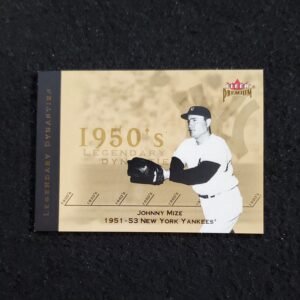 FLEER
PREMIUM
LEGENDARY DYNASTIES
1950's
LEGENDARY
DYNASTIES
JOHNNY MIZE
1951-53 NEW YORK YANKEES